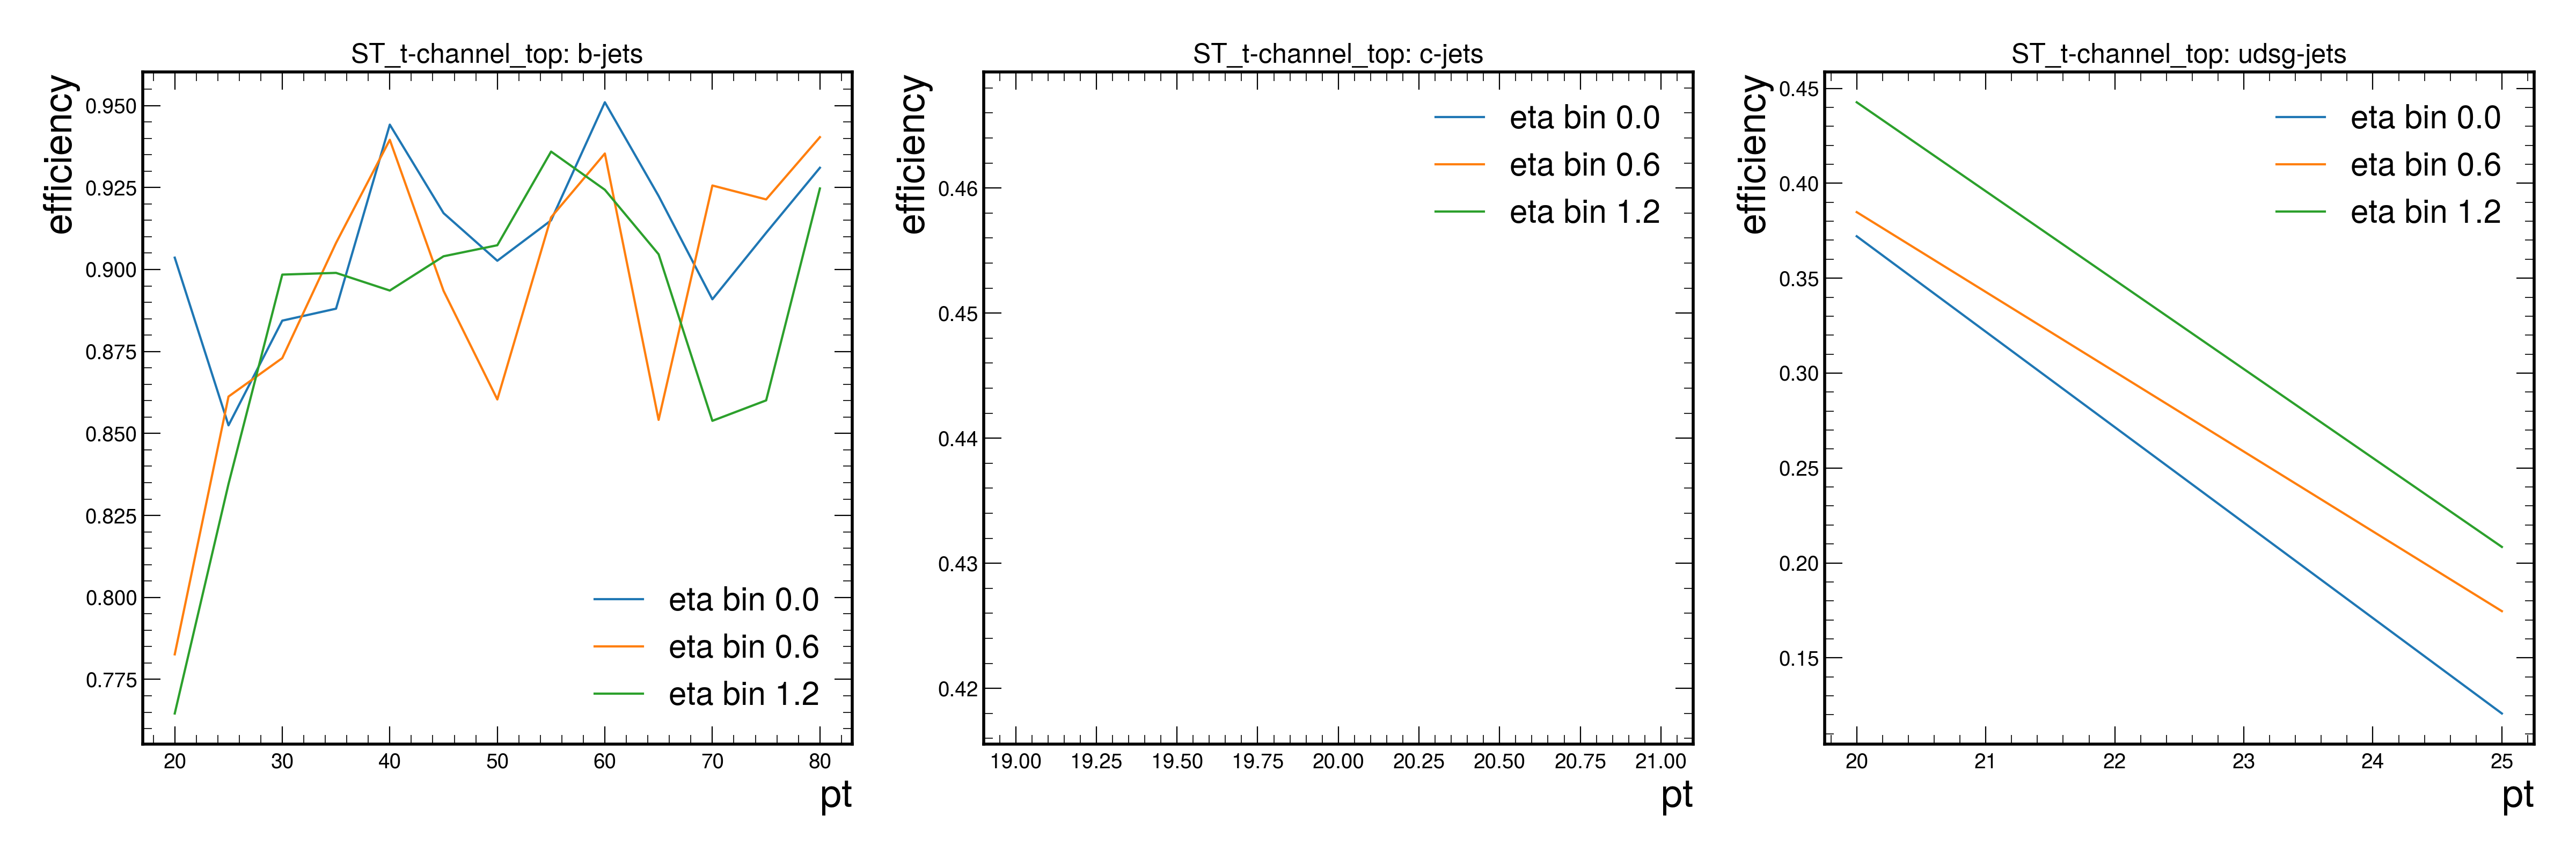 ST_t-channel_top: b-jets
efficiency
0.950
0.925
0.900
0.875
0.850
0.825
0.800
0.775
eta bin 0.0
eta bin 0.6
eta bin 1.2
20 30 40 50 60 70 80
pt
ST_t-channel_top: c-jets
efficiency
0.46
0.45
0.44
0.43
0.42
eta bin 0.0
eta bin 0.6
eta bin 1.2
19.00 19.25 19.50 19.75 20.00 20.25 20.50 20.75 21.00
pt
ST_t-channel_top: udsg-jets
efficiency
0.45
0.40
0.35
0.30
0.25
0.20
0.15
eta bin 0.0
eta bin 0.6
eta bin 1.2
20 21 22 23 24 25
pt